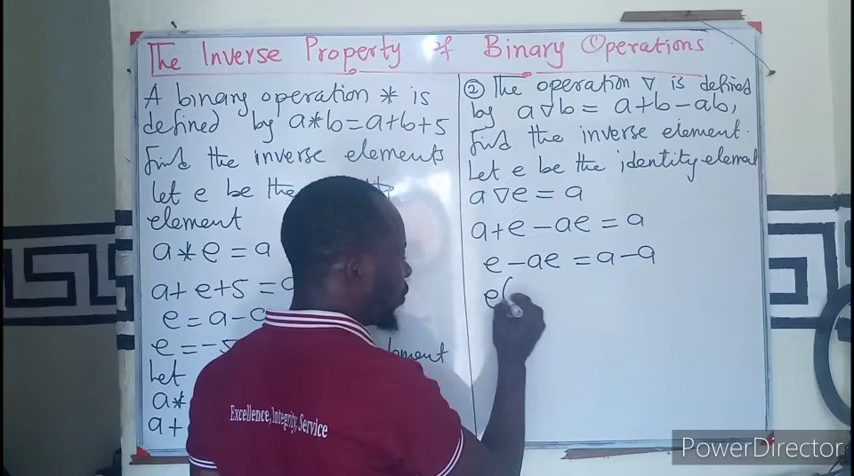 The Inverse Property of Binary Operations
A binary operation * is
defined by a*b=a+b+5
find the inverse elements
let e be the
element
a*e=a
a+e+5=
e=a-
e=-5
Let
a*
a+
② The operation ∇ is defined
by a∇b=a+b-ab,
find the inverse element.
Let e be the identity element
a∇e=a
a+e-ae=a
e-ae=a-a
e(
Excellence, Integrity, Service
PowerDirector